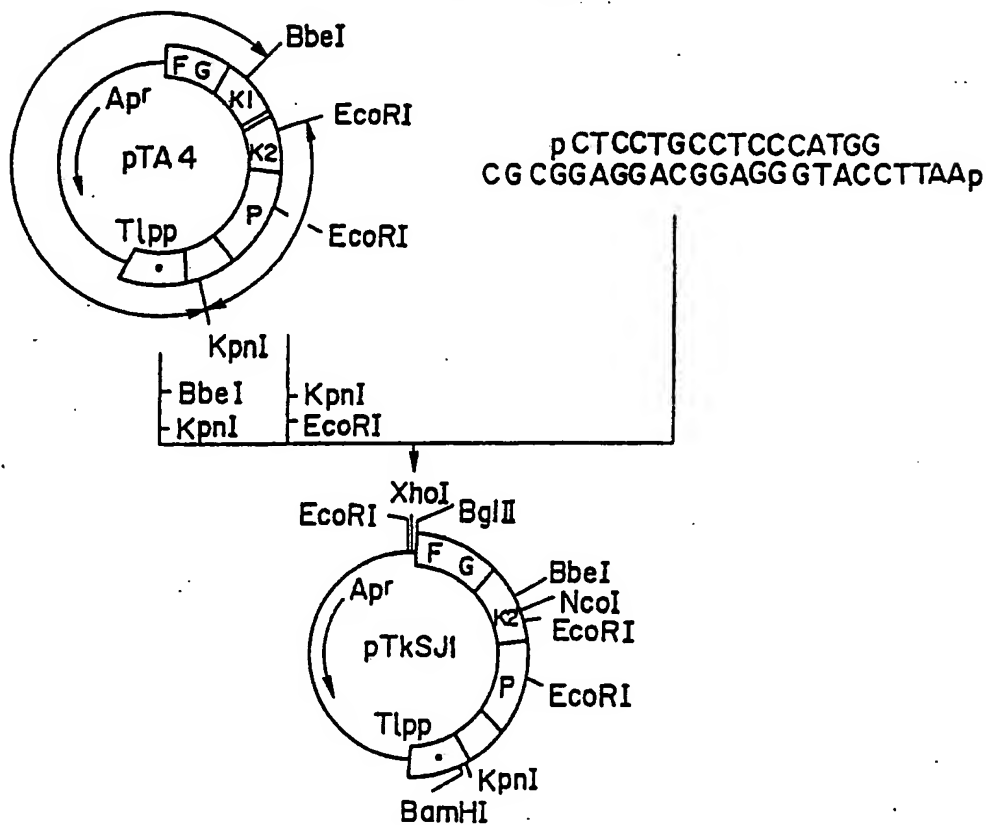 BbeI
F G
Apr
K1
EcoRI
pTA4
K2
P
EcoRI
Tlpp
KpnI
pCTCCTGCCTCCCATGG
CGCGGAGGACGGAGGGTACCTTAAp
BbeI
KpnI
KpnI
EcoRI
XhoI
EcoRI
BglII
F G
BbeI
Apr
NcoI
K2
EcoRI
pTkSJ1
P
EcoRI
Tlpp
KpnI
BamHI